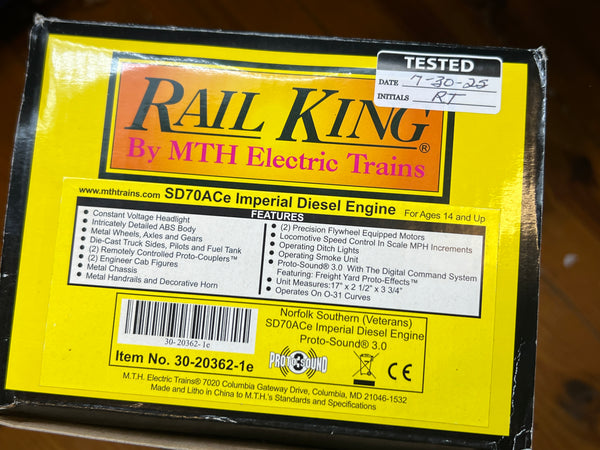 TESTED
DATE 7-30-25
INITIALS RT
RAIL KING®
By MTH Electric Trains
www.mthtrains.com SD70ACe Imperial Diesel Engine For Ages 14 and Up
FEATURES
• Constant Voltage Headlight
• Intricately Detailed ABS Body
• Metal Wheels, Axles and Gears
• Die-Cast Truck Sides, Pilots and Fuel Tank
• (2) Remotely Controlled Proto-Couplers™
• (2) Engineer Cab Figures
• Metal Chassis
• Metal Handrails and Decorative Horn
• (2) Precision Flywheel Equipped Motors
• Locomotive Speed Control In Scale MPH Increments
• Operating Ditch Lights
• Operating Smoke Unit
• Proto-Sound® 3.0 With The Digital Command System
Featuring: Freight Yard Proto-Effects™
• Unit Measures:17" x 2 1/2" x 3 3/4"
• Operates On O-31 Curves
30-20362-1e
Item No. 30-20362-1e
Norfolk Southern (Veterans)
SD70ACe Imperial Diesel Engine
Proto-Sound® 3.0
PROTO 3 SOUND
CE
M.T.H. Electric Trains® 7020 Columbia Gateway Drive, Columbia, MD 21046-1532
Made and Litho in China to M.T.H.'s Standards and Specifications